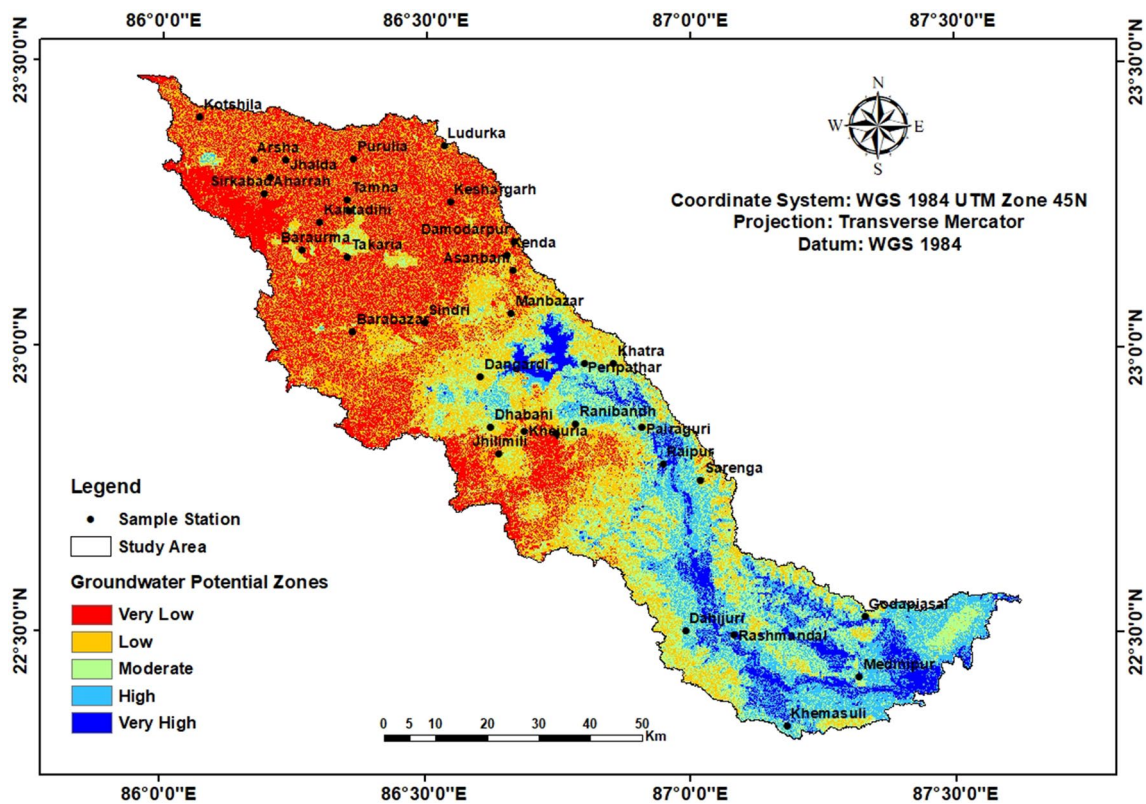 86°0'0"E 86°30'0"E 87°0'0"E 87°30'0"E
23°30'0"N 23°30'0"N
N
W E
S
Coordinate System: WGS 1984 UTM Zone 45N
Projection: Transverse Mercator
Datum: WGS 1984
Kotshila
Ludurka
Arsha
Purulia
Jhalda
Sirkabad
Aharrah
Tamna
Keshargarh
Kantadihi
Damodarpur
Baraurma
Takaria
Kenda
Asanbani
Manbazar
Sindri
Barabazar
23°0'0"N 23°0'0"N
Khatra
Dangardi
Peripathar
Dhabani
Ranibandh
Khejuria
Pairaguri
Jhilimili
Raipur
Sarenga
Legend
Sample Station
Study Area
Groundwater Potential Zones
Very Low
Low
Moderate
High
Very High
Godapiasal
22°30'0"N 22°30'0"N
Dahijuri
Rashmandal
Medinipur
Khemasuli
0 5 10 20 30 40 50
Km
86°0'0"E 86°30'0"E 87°0'0"E 87°30'0"E